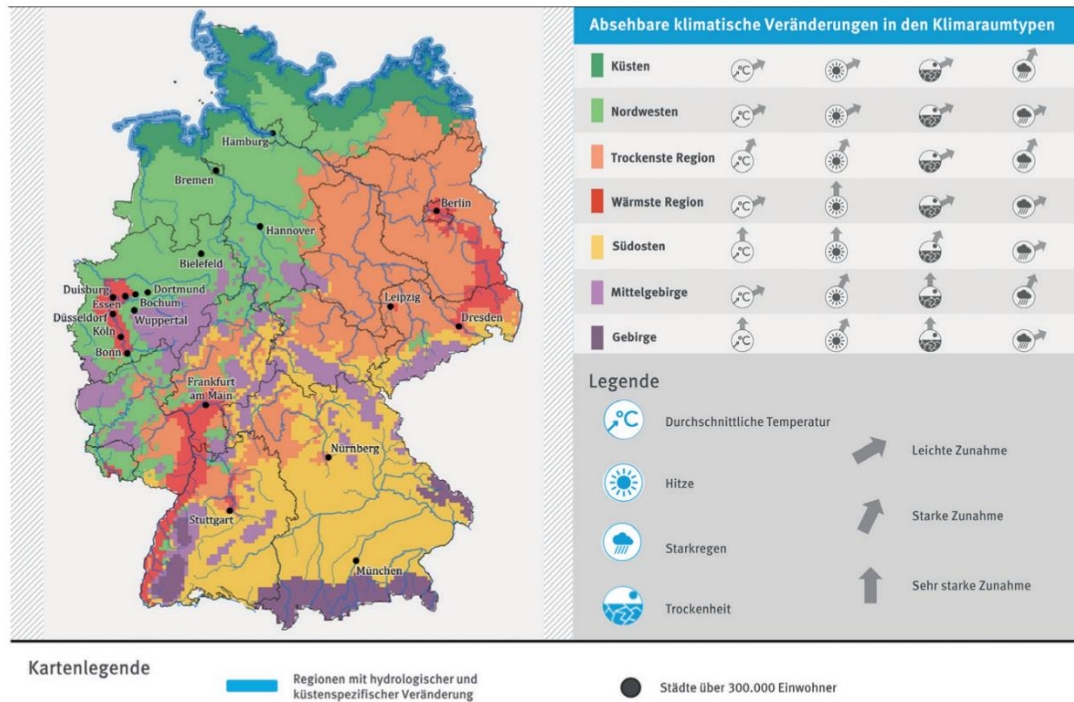 Hamburg
Bremen
Berlin
Hannover
Bielefeld
Duisburg
Dortmund
Essen
Bochum
Düsseldorf
Wuppertal
Köln
Bonn
Leipzig
Dresden
Frankfurt
am Main
Nürnberg
Stuttgart
München
Absehbare klimatische Veränderungen in den Klimaraumtypen
Küsten
°C
Nordwesten
°C
Trockenste Region
°C
Wärmste Region
°C
Südosten
°C
Mittelgebirge
°C
Gebirge
°C
Legende
°C
Durchschnittliche Temperatur
Leichte Zunahme
Hitze
Starke Zunahme
Starkregen
Sehr starke Zunahme
Trockenheit
Kartenlegende
Regionen mit hydrologischer und
küstenspezifischer Veränderung
Städte über 300.000 Einwohner